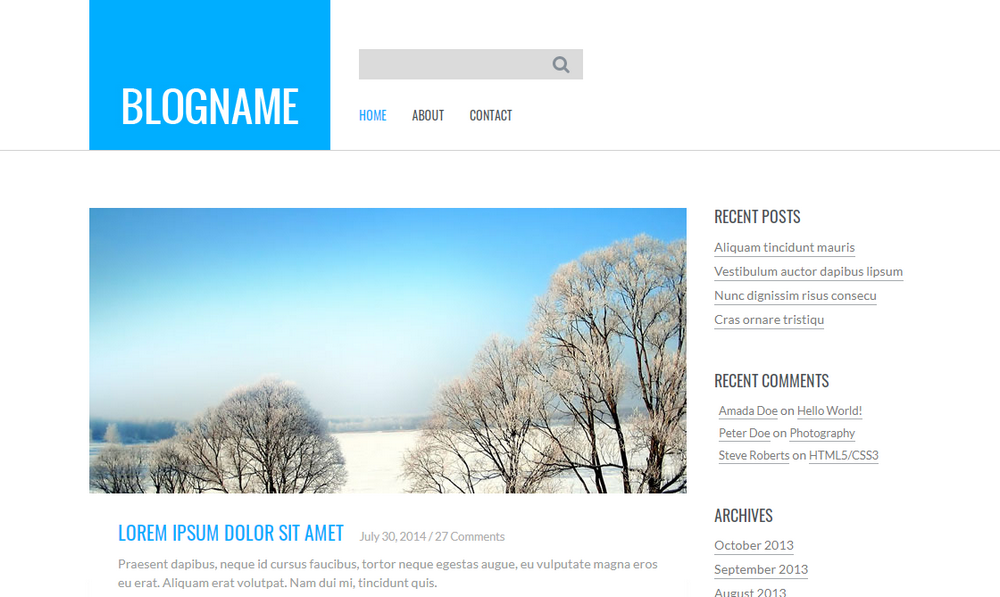 BLOGNAME
HOME ABOUT CONTACT
LOREM IPSUM DOLOR SIT AMET July 30, 2014 / 27 Comments
Praesent dapibus, neque id cursus faucibus, tortor neque egestas augue, eu vulputate magna eros
eu erat. Aliquam erat volutpat. Nam dui mi, tincidunt quis.
RECENT POSTS
Aliquam tincidunt mauris
Vestibulum auctor dapibus lipsum
Nunc dignissim risus consecu
Cras ornare tristiqu
RECENT COMMENTS
Amada Doe on Hello World!
Peter Doe on Photography
Steve Roberts on HTML5/CSS3
ARCHIVES
October 2013
September 2013
August 2013